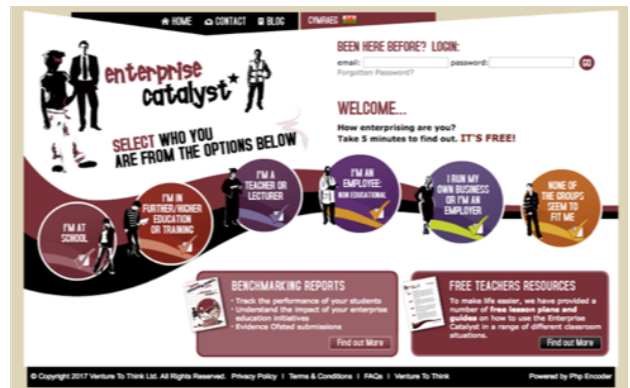 HOME CONTACT BLOG CYMRAEG
BEEN HERE BEFORE? LOGIN:
email: password: GO
Forgotten Password?
enterprise
catalyst*
WELCOME...
How enterprising are you?
Take 5 minutes to find out. IT'S FREE!
SELECT WHO YOU
ARE FROM THE OPTIONS BELOW
I'M AT
SCHOOL
I'M IN
FURTHER/HIGHER
EDUCATION
OR TRAINING
I'M A
TEACHER OR
LECTURER
I'M AN
EMPLOYEE:
NON EDUCATIONAL
I RUN MY
OWN BUSINESS
OR I'M AN
EMPLOYER
NONE OF
THE GROUPS
SEEM TO
FIT ME
BENCHMARKING REPORTS
· Track the performance of your students
· Understand the impact of your enterprise
education initiatives
· Evidence Ofsted submissions
Find out More
FREE TEACHERS RESOURCES
To make life easier, we have provided a
number of free lesson plans and
guides on how to use the Enterprise
Catalyst in a range of different classroom
situations.
Find out More
© Copyright 2017 Venture To Think Ltd. All Rights Reserved. Privacy Policy | Terms & Conditions | FAQs | Venture to Think Powered by Php Encoder